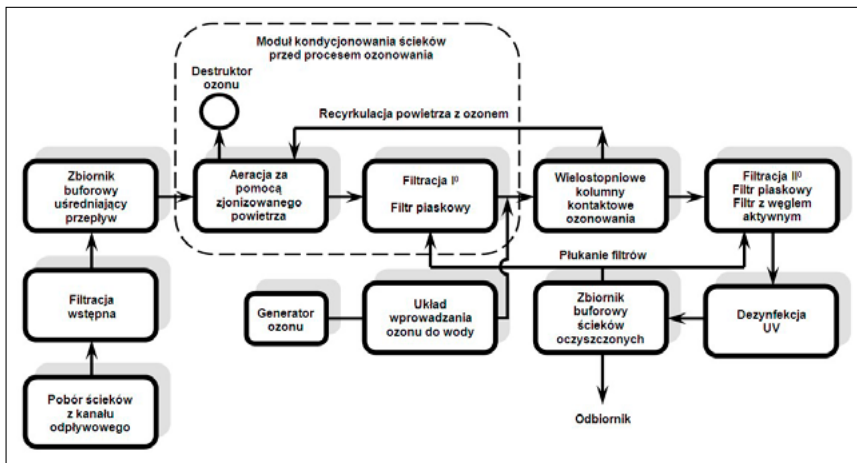 Moduł kondycjonowania ścieków
przed procesem ozonowania
Destruktor
ozonu
Recyrkulacja powietrza z ozonem
Zbiornik
buforowy
uśredniający
przepływ
Aeracja za
pomocą
zjonizowanego
powietrza
Filtracja I⁰
Filtr piaskowy
Wielostopniowe
kolumny
kontaktowe
ozonowania
Filtracja II⁰
Filtr piaskowy
Filtr z węglem
aktywnym
Płukanie filtrów
Filtracja
wstępna
Generator
ozonu
Układ
wprowadzania
ozonu do wody
Zbiornik
buforowy
ścieków
oczyszczonych
Dezynfekcja
UV
Pobór ścieków
z kanału
odpływowego
Odbiornik